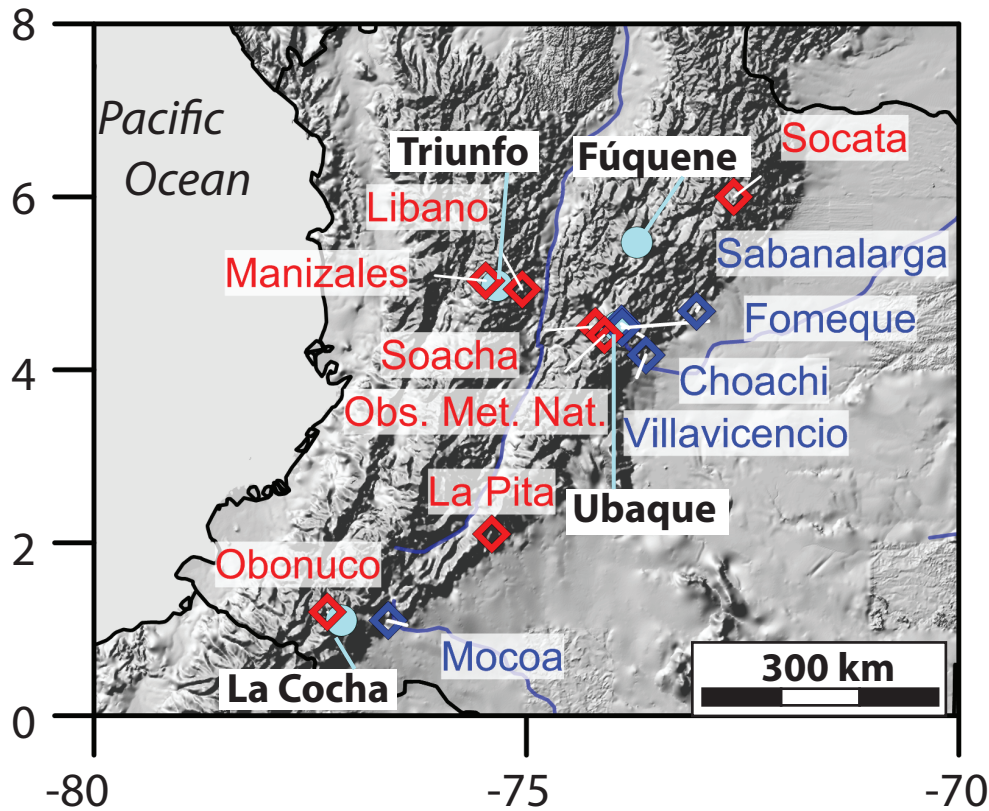 8
Pacific
Ocean
Triunfo
Fúquene
Socata
6
Libano
Sabanalarga
Manizales
Fomeque
Soacha
4
Choachi
Obs. Met. Nat.
Villavicencio
La Pita
Ubaque
2
Obonuco
Mocoa
300 km
La Cocha
0
-80
-75
-70